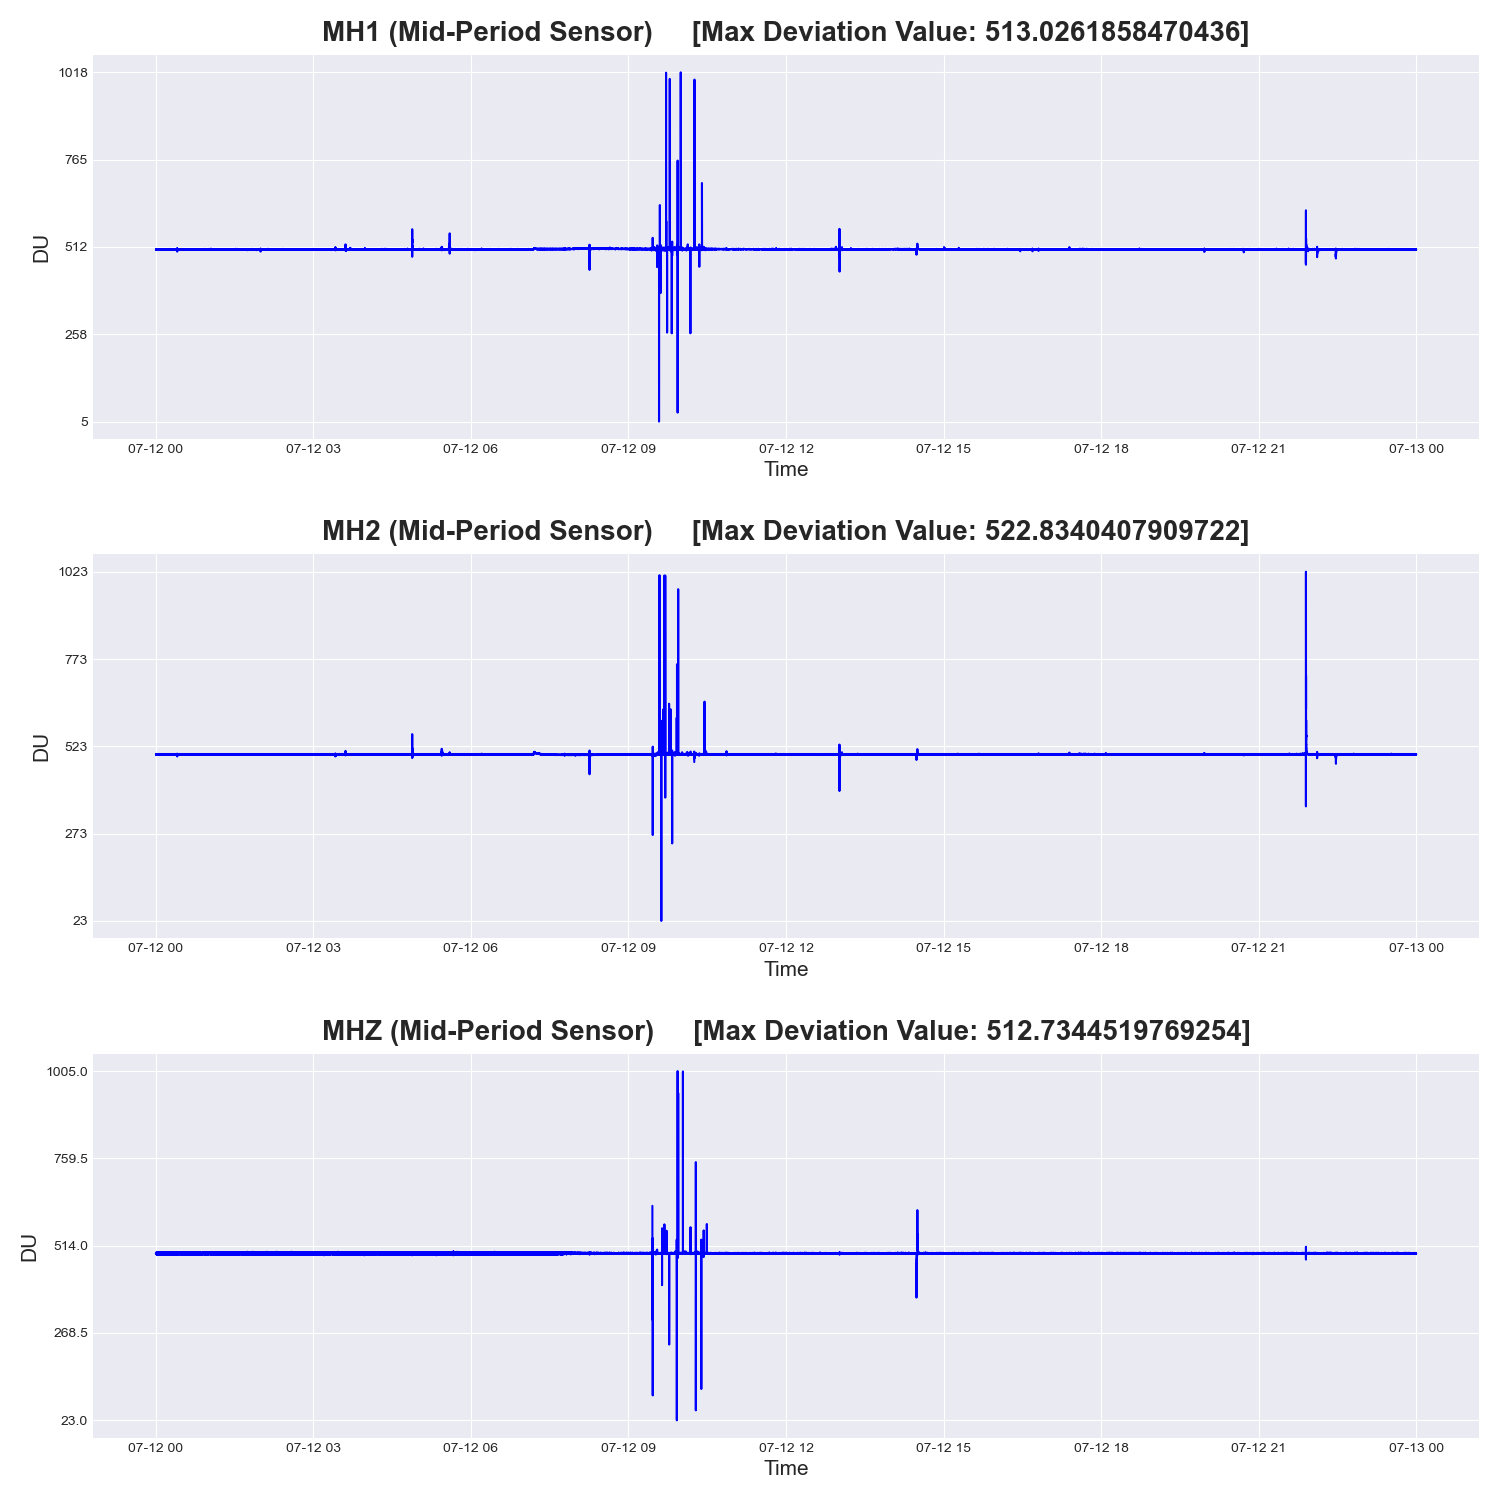 MH1 (Mid-Period Sensor) [Max Deviation Value: 513.0261858470436]
1018
765
512
258
5
DU
07-12 00 07-12 03 07-12 06 07-12 09 07-12 12 07-12 15 07-12 18 07-12 21 07-13 00
Time
MH2 (Mid-Period Sensor) [Max Deviation Value: 522.8340407909722]
1023
773
523
273
23
DU
07-12 00 07-12 03 07-12 06 07-12 09 07-12 12 07-12 15 07-12 18 07-12 21 07-13 00
Time
MHZ (Mid-Period Sensor) [Max Deviation Value: 512.7344519769254]
1005.0
759.5
514.0
268.5
23.0
DU
07-12 00 07-12 03 07-12 06 07-12 09 07-12 12 07-12 15 07-12 18 07-12 21 07-13 00
Time